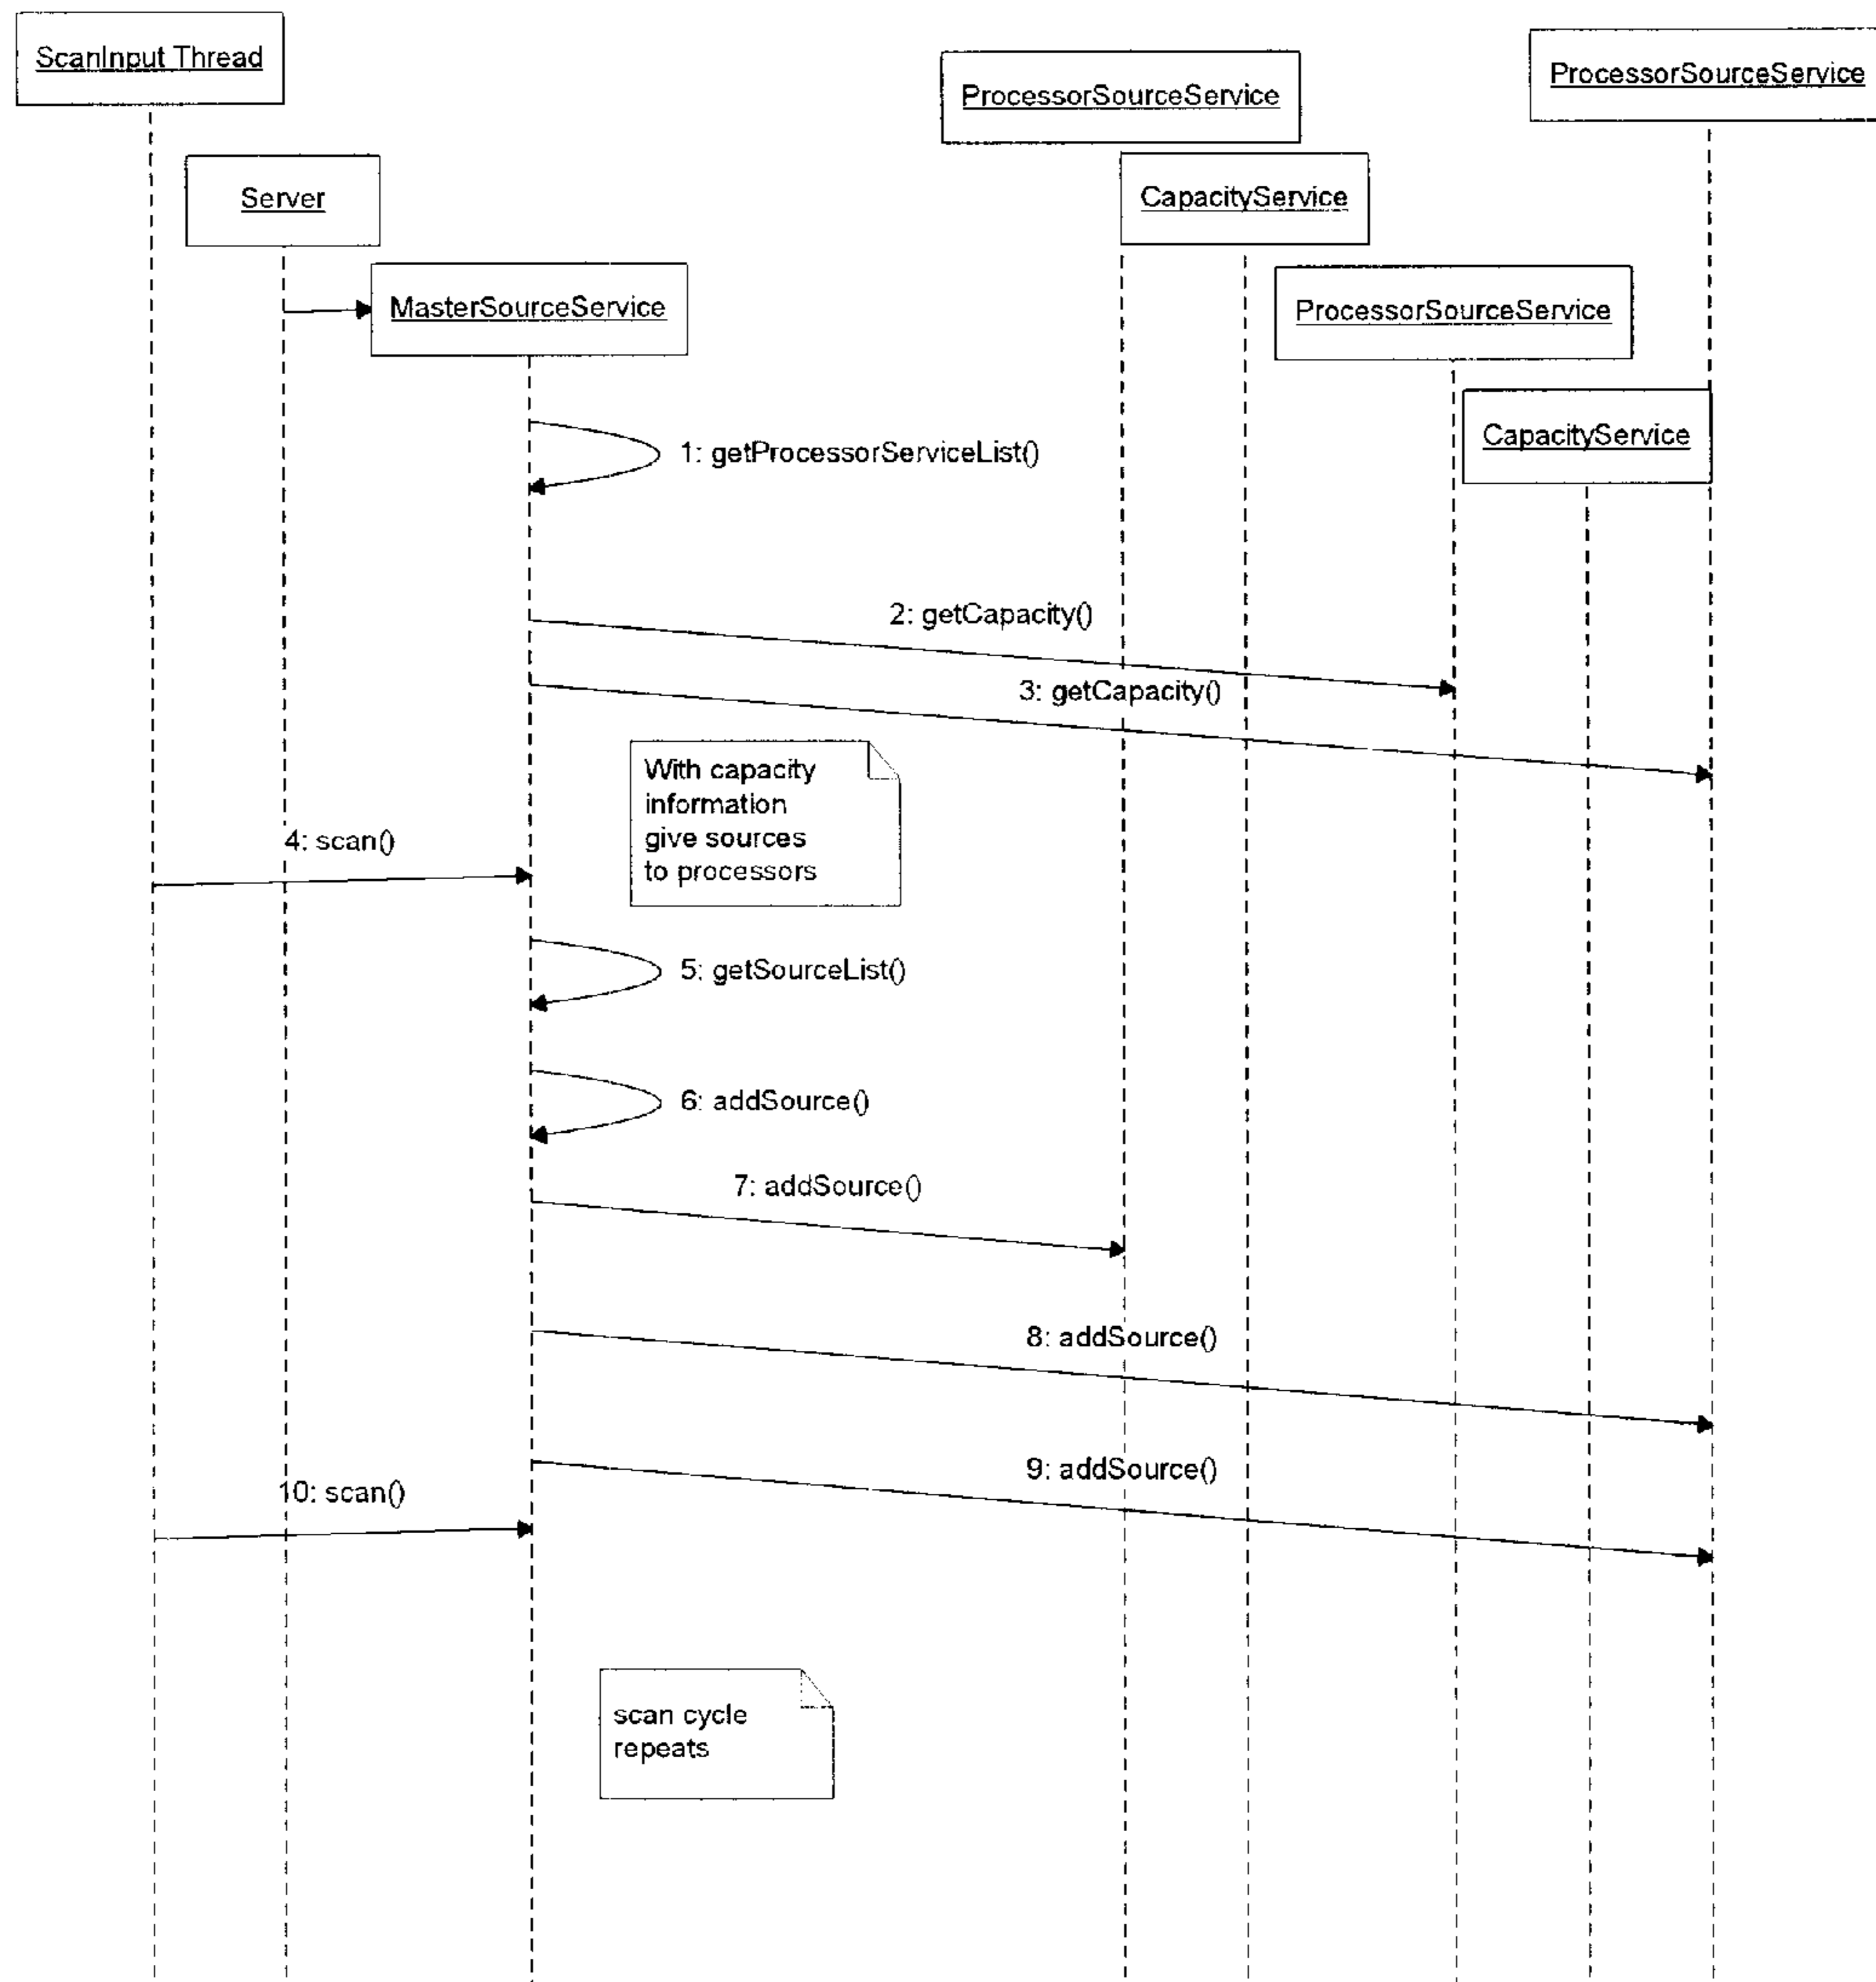 ScanInput Thread
ProcessorSourceService
ProcessorSourceService
CapacityService
Server
MasterSourceService
ProcessorSourceService
CapacityService
1: getProcessorServiceList()
2: getCapacity()
3: getCapacity()
With capacity
information
give sources
to processors
4: scan()
5: getSourceList()
6: addSource()
7: addSource()
8: addSource()
9: addSource()
10: scan()
scan cycle
repeats